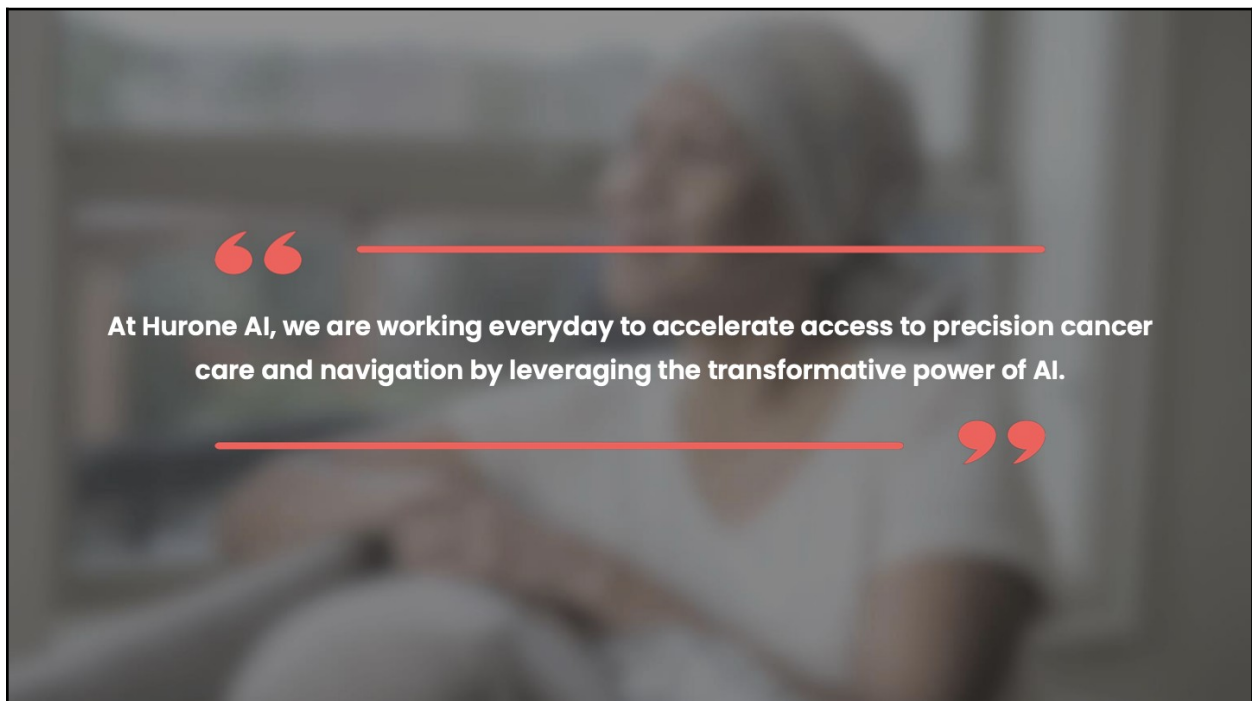 At Hurone AI, we are working everyday to accelerate access to precision cancer
care and navigation by leveraging the transformative power of AI.